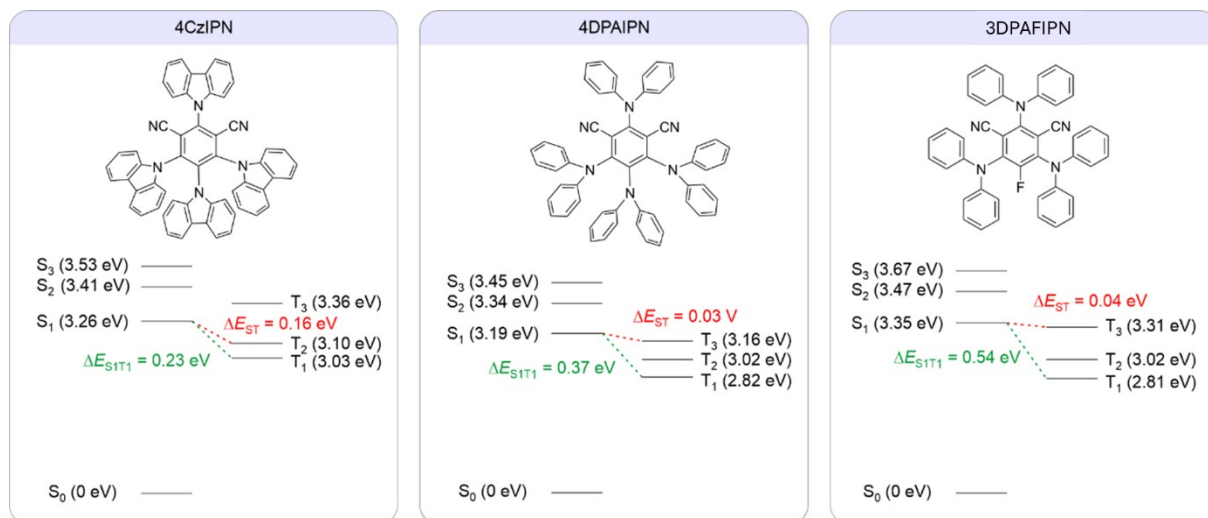 4CzIPN
N
NC
CN
N
N
N
S3 (3.53 eV)
S2 (3.41 eV)
S1 (3.26 eV)
T3 (3.36 eV)
ΔEST = 0.16 eV
T2 (3.10 eV)
T1 (3.03 eV)
ΔES1T1 = 0.23 eV
S0 (0 eV)
4DPAIPN
N
NC
CN
N
N
N
S3 (3.45 eV)
S2 (3.34 eV)
S1 (3.19 eV)
ΔEST = 0.03 V
T3 (3.16 eV)
T2 (3.02 eV)
T1 (2.82 eV)
ΔES1T1 = 0.37 eV
S0 (0 eV)
3DPAFIPN
N
NC
CN
N
N
F
S3 (3.67 eV)
S2 (3.47 eV)
S1 (3.35 eV)
ΔEST = 0.04 eV
T3 (3.31 eV)
T2 (3.02 eV)
T1 (2.81 eV)
ΔES1T1 = 0.54 eV
S0 (0 eV)